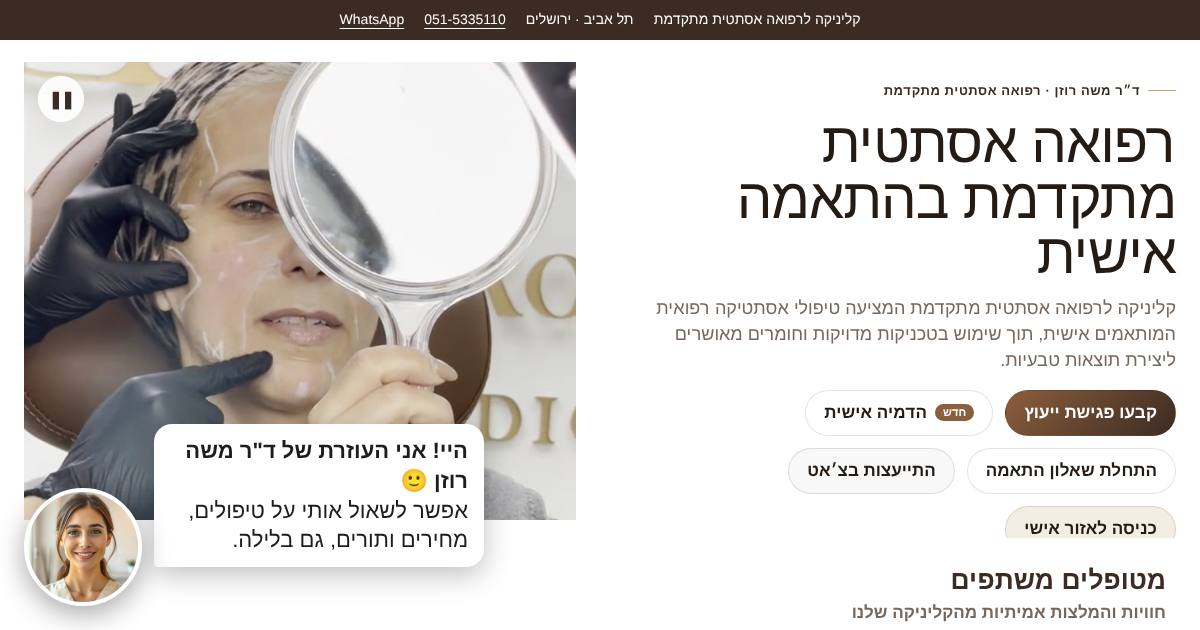 קליניקה לרפואה אסתטית מתקדמת תל אביב · ירושלים 051-5335110 WhatsApp
ד״ר משה רוזן · רפואה אסתטית מתקדמת
רפואה אסתטית
מתקדמת בהתאמה
אישית
קליניקה לרפואה אסתטית מתקדמת המציעה טיפולי אסתטיקה רפואית
המותאמים אישית, תוך שימוש בטכניקות מדויקות וחומרים מאושרים
ליצירת תוצאות טבעיות.
קבעו פגישת ייעוץ
חדש הדמיה אישית
התחלת שאלון התאמה
התייעצות בצ׳אט
כניסה לאזור אישי
היי! אני העוזרת של ד"ר משה
רוזן 🙂
אפשר לשאול אותי על טיפולים,
מחירים ותורים, גם בלילה.
מטופלים משתפים
חוויות והמלצות אמיתיות מהקליניקה שלנו